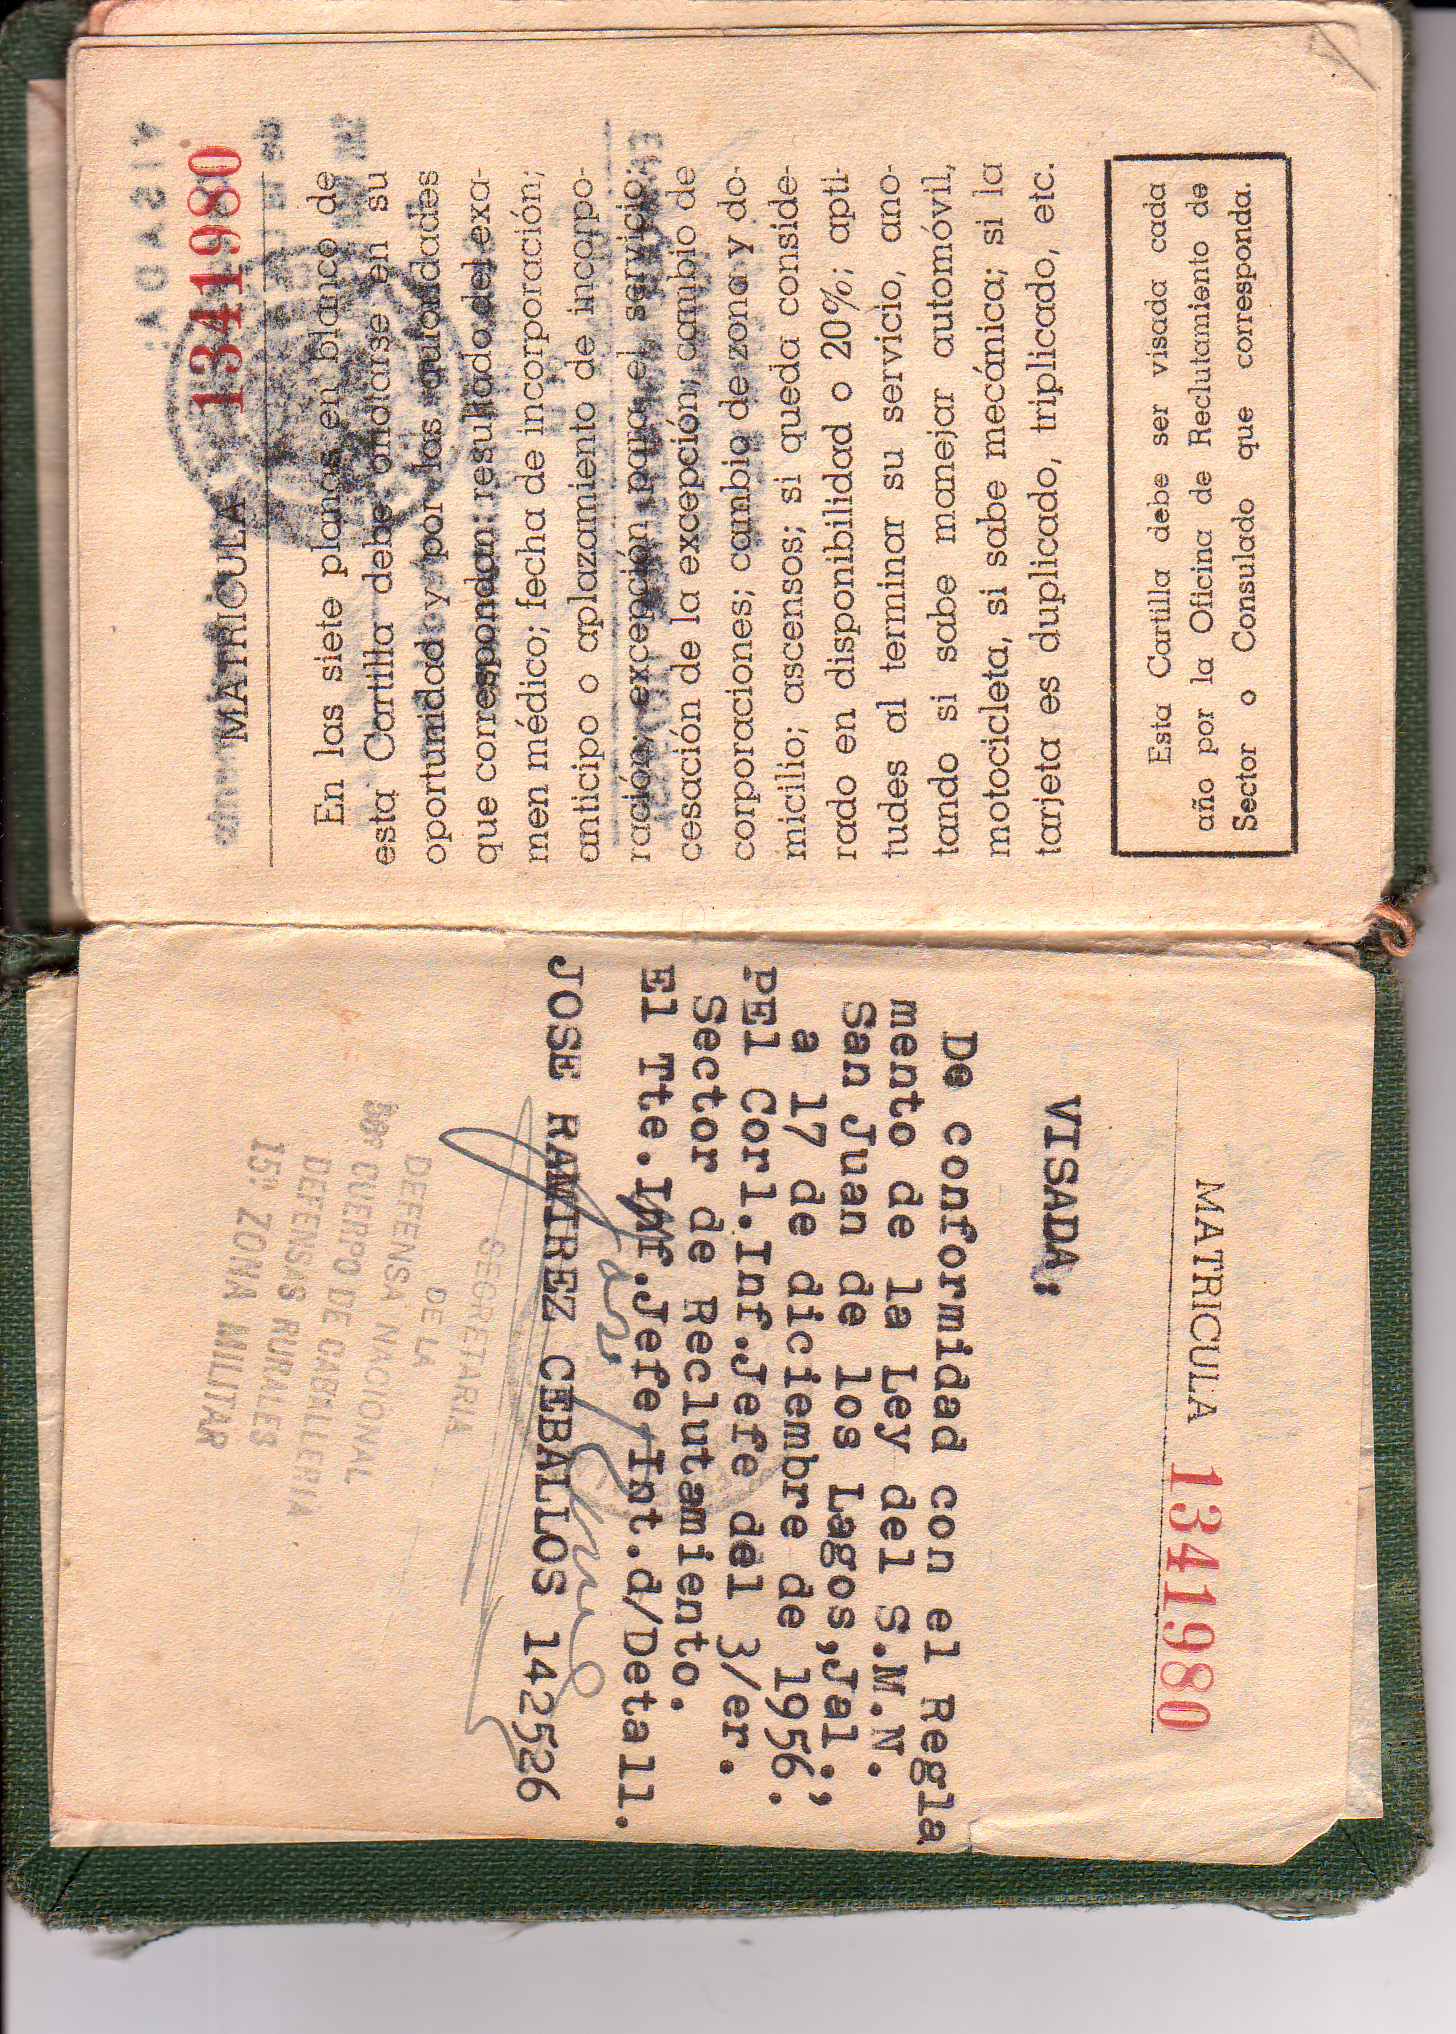 MATRICULA 1341980
En las siete planas en blanco de
esta Cartilla debe anotarse en su
oportunidad y por las autoridades
que correspondan: resultado del exa-
men médico; fecha de incorporación;
anticipo o aplazamiento de incorpo-
ración excepción para el servicio;
cesación de la excepción; cambio de
corporaciones; cambio de zona y do-
micilio; ascensos; si queda conside-
rado en disponibilidad o 20%; apti-
tudes al terminar su servicio, ano-
tando si sabe manejar automóvil,
motocicleta, si sabe mecánica; si la
tarjeta es duplicado, triplicado, etc.
Esta Cartilla debe ser visada cada
año por la Oficina de Reclutamiento de
Sector o Consulado que corresponda.
MATRICULA 1341980
VISADA:
De conformidad con el Regla
mento de la Ley del S.M.N.
San Juan de los Lagos,Jal.,
a 17 de diciembre de 1956.
PEl Corl.Inf.Jefe del 3/er.
Sector de Reclutamiento.
El Tte.Inf.Jefe Int.d/Detall.
JOSE RAMIREZ CEBALLOS 142526
SECRETARIA
DE LA
DEFENSA NACIONAL
CUERPO DE CABALLERIA
DEFENSAS RURALES
15a. ZONA MILITAR